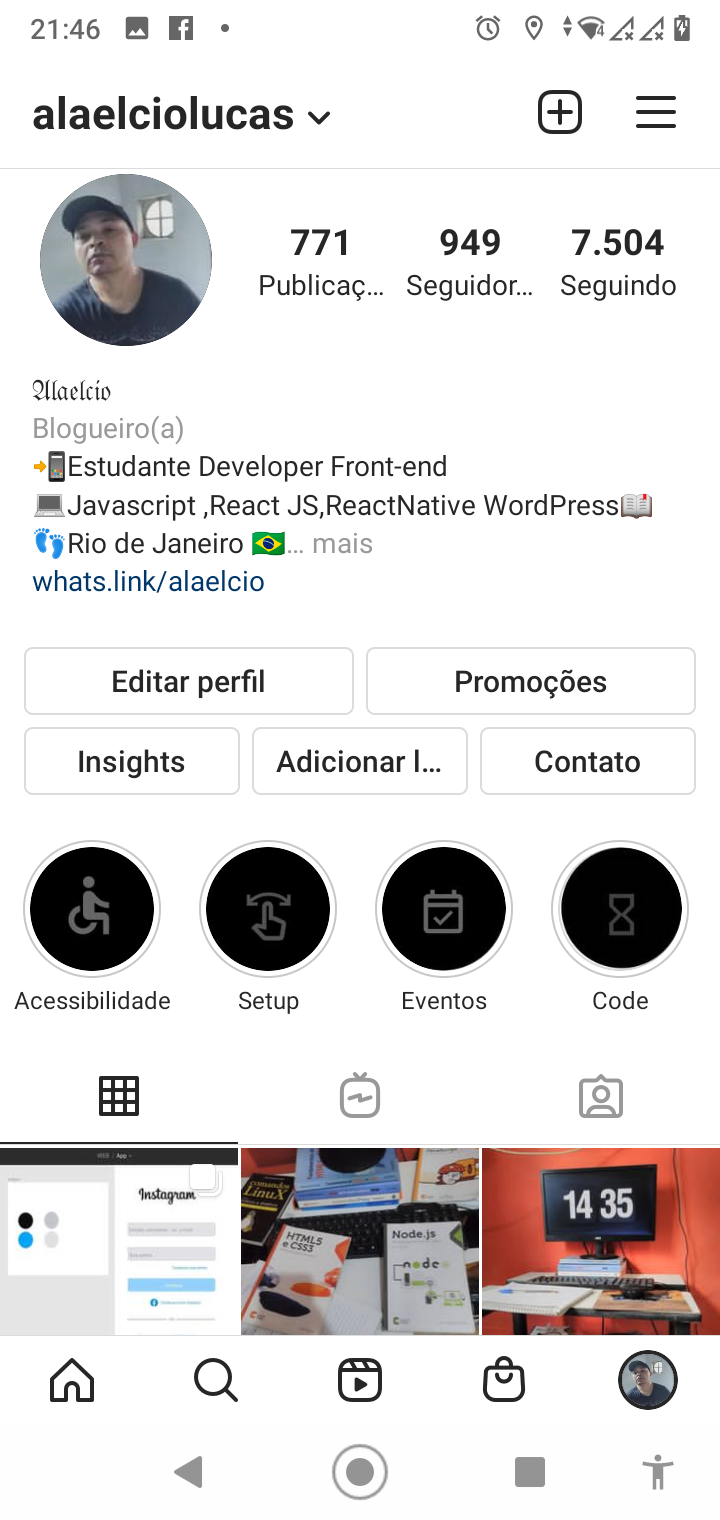 21:46
alaelciolucas
771 949 7.504
Publicaç... Seguidor... Seguindo
𝔄𝔩𝔞𝔢𝔩𝔠𝔦𝔬
Blogueiro(a)
📲Estudante Developer Front-end
💻Javascript ,React JS,ReactNative WordPress📖
👣Rio de Janeiro 🇧🇷... mais
whats.link/alaelcio
Editar perfil Promoções
Insights Adicionar l... Contato
Acessibilidade Setup Eventos Code
WEB / App
Instagram
comandos
LinuX
HTML5
e CSS3
Node.js
node
14 35